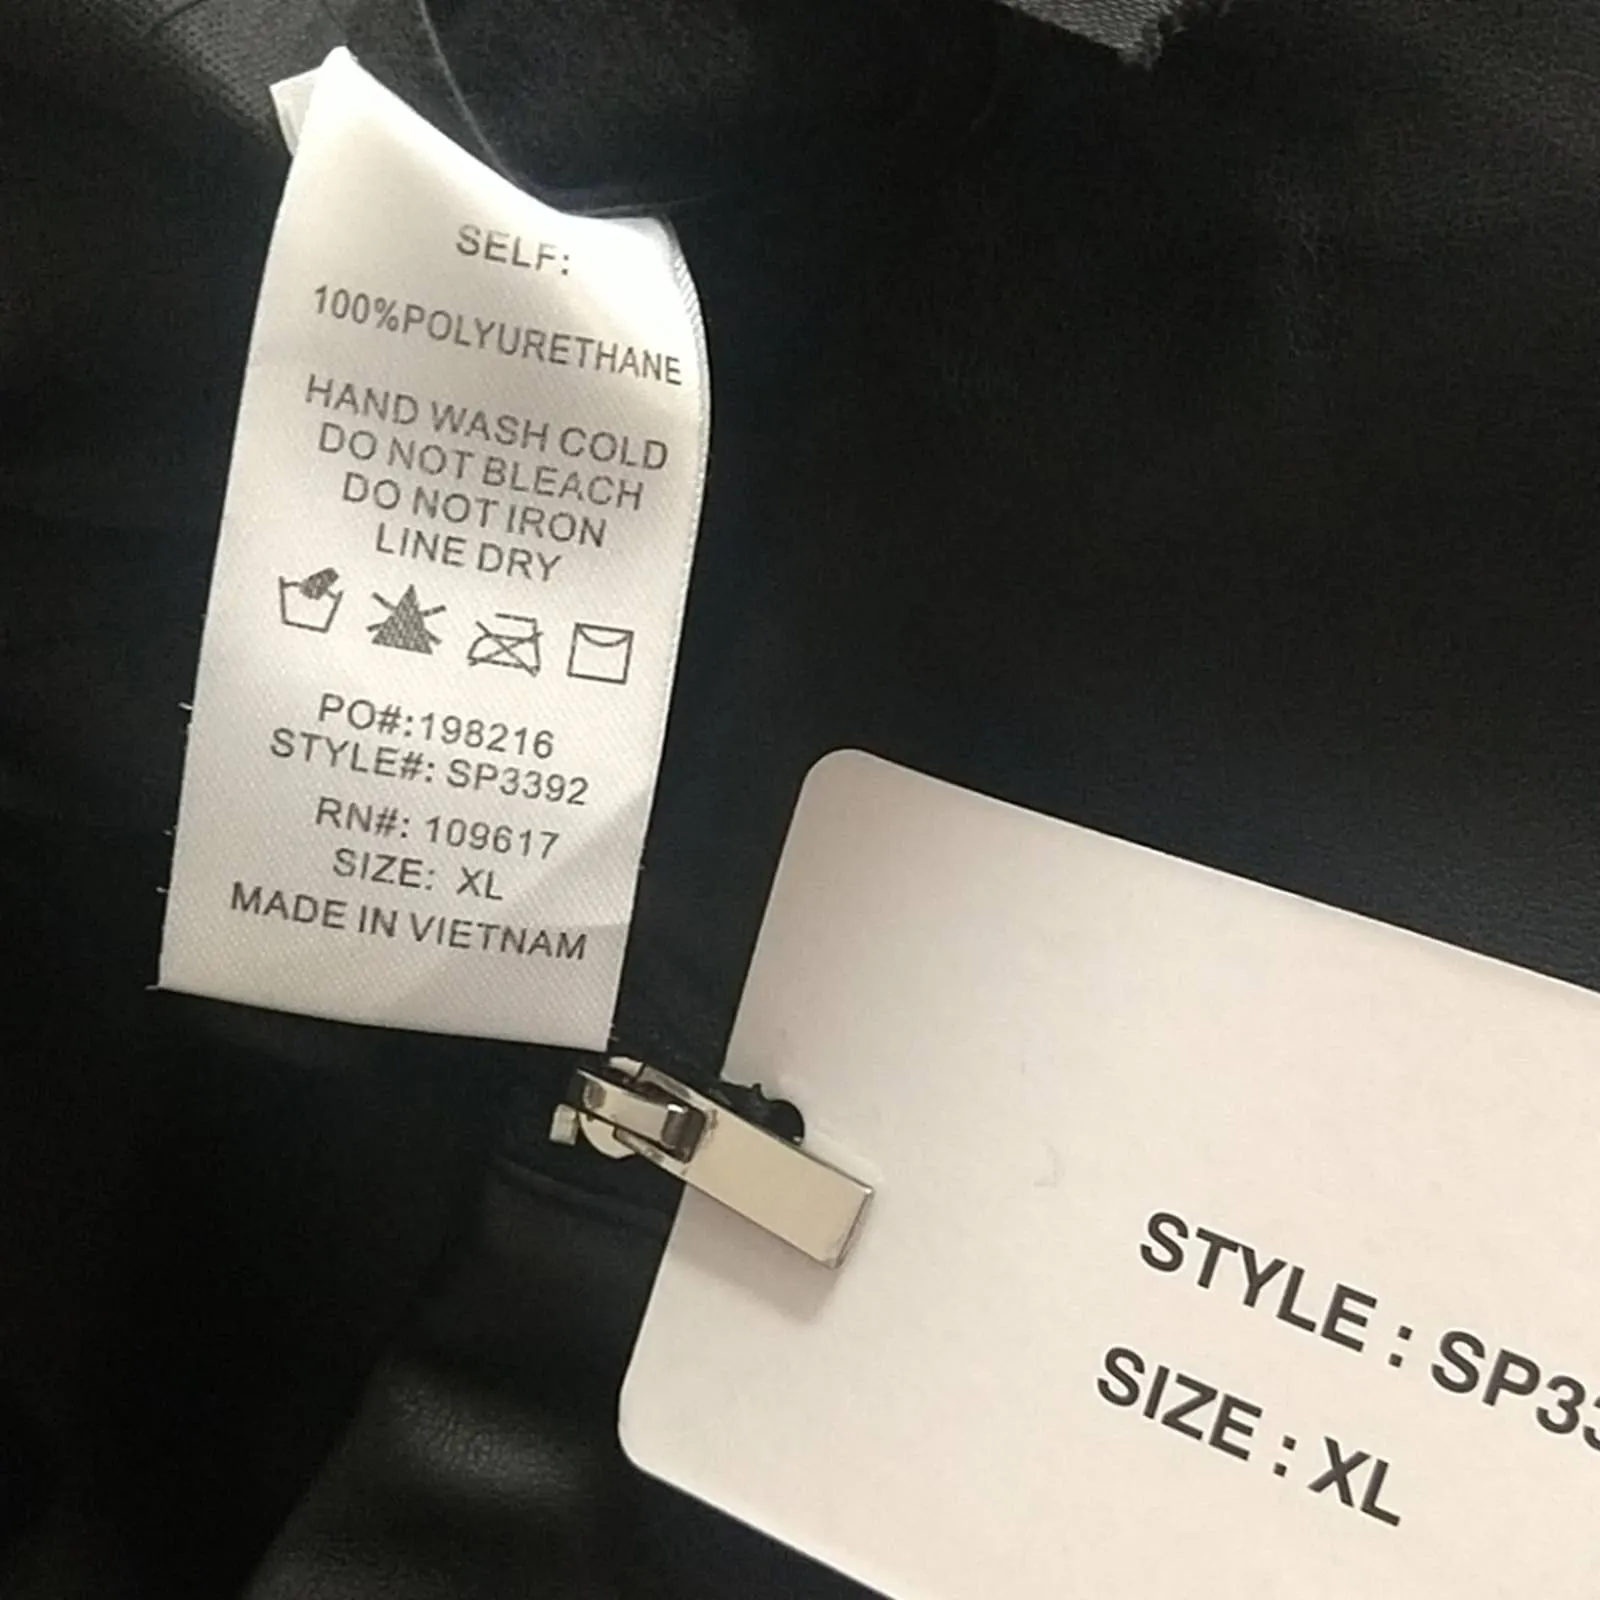 SELF:
100%POLYURETHANE
HAND WASH COLD
DO NOT BLEACH
DO NOT IRON
LINE DRY
PO#:198216
STYLE#: SP3392
RN#: 109617
SIZE: XL
MADE IN VIETNAM
STYLE : SP33
SIZE : XL